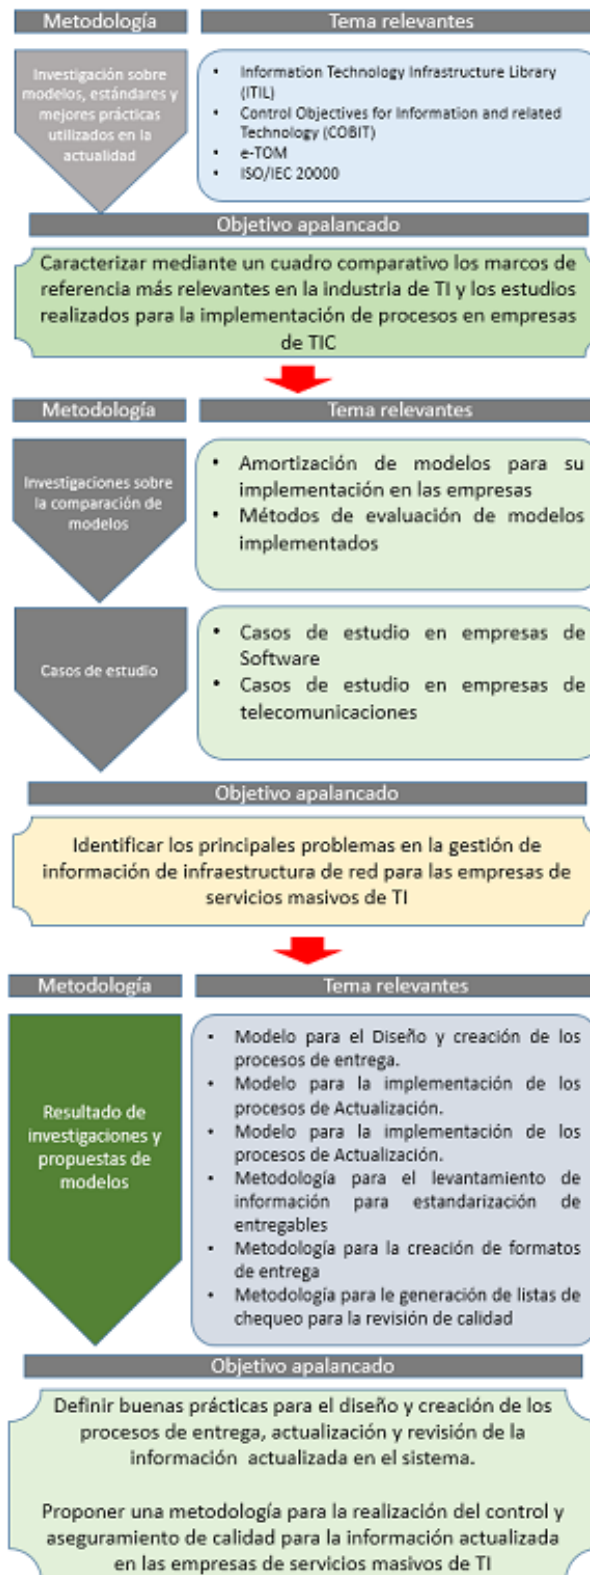 Metodología
Tema relevantes
Investigación sobre
modelos, estándares y
mejores prácticas
utilizados en la
actualidad
• Information Technology Infrastructure Library
(ITIL)
• Control Objectives for Information and related
Technology (COBIT)
• e-TOM
• ISO/IEC 20000
Objetivo apalancado
Caracterizar mediante un cuadro comparativo los marcos de
referencia más relevantes en la industria de TI y los estudios
realizados para la implementación de procesos en empresas
de TIC
Metodología
Tema relevantes
Investigaciones sobre
la comparación de
modelos
• Amortización de modelos para su
implementación en las empresas
• Métodos de evaluación de modelos
implementados
Casos de estudio
• Casos de estudio en empresas de
Software
• Casos de estudio en empresas de
telecomunicaciones
Objetivo apalancado
Identificar los principales problemas en la gestión de
información de infraestructura de red para las empresas de
servicios masivos de TI
Metodología
Tema relevantes
Resultado de
investigaciones y
propuestas de
modelos
• Modelo para el Diseño y creación de los
procesos de entrega.
• Modelo para la implementación de los
procesos de Actualización.
• Modelo para la implementación de los
procesos de Actualización.
• Metodología para el levantamiento de
información para estandarización de
entregables
• Metodología para la creación de formatos
de entrega
• Metodología para le generación de listas de
chequeo para la revisión de calidad
Objetivo apalancado
Definir buenas prácticas para el diseño y creación de los
procesos de entrega, actualización y revisión de la
información actualizada en el sistema.
Proponer una metodología para la realización del control y
aseguramiento de calidad para la información actualizada
en las empresas de servicios masivos de TI